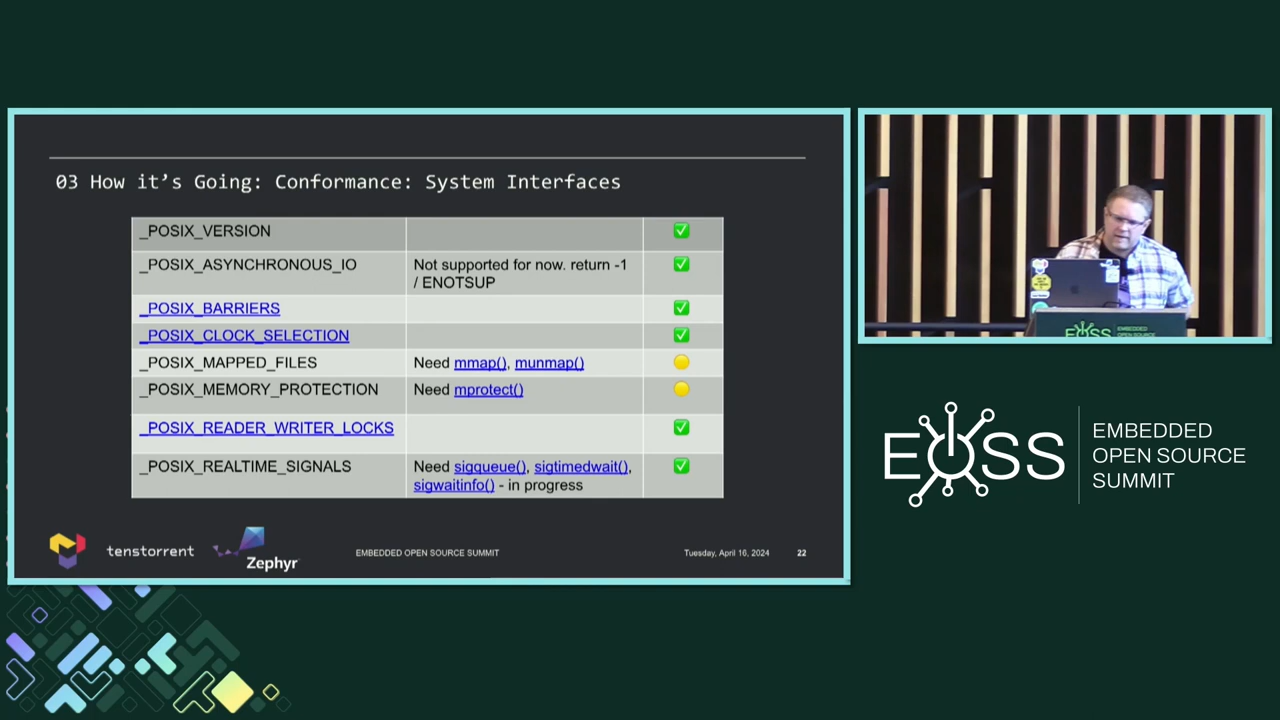 03 How it's Going: Conformance: System Interfaces
_POSIX_VERSION
_POSIX_ASYNCHRONOUS_IO
Not supported for now. return -1
/ ENOTSUP
_POSIX_BARRIERS
_POSIX_CLOCK_SELECTION
_POSIX_MAPPED_FILES
Need mmap(), munmap()
_POSIX_MEMORY_PROTECTION
Need mprotect()
_POSIX_READER_WRITER_LOCKS
_POSIX_REALTIME_SIGNALS
Need sigqueue(), sigtimedwait(),
sigwaitinfo() - in progress
tenstorrent
Zephyr
EMBEDDED OPEN SOURCE SUMMIT
Tuesday, April 16, 2024
22
EOSS
EOSS
EMBEDDED
OPEN SOURCE
SUMMIT